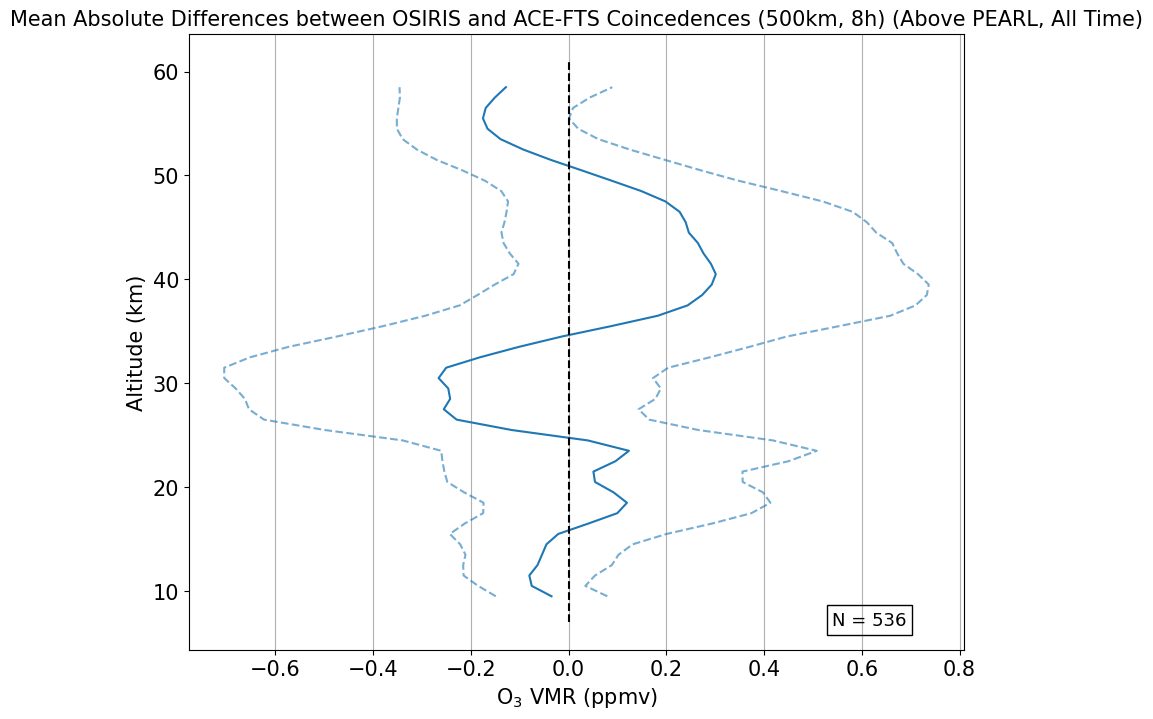 Mean Absolute Differences between OSIRIS and ACE-FTS Coincedences (500km, 8h) (Above PEARL, All Time)
60
50
40
30
20
10
Altitude (km)
N = 536
−0.6 −0.4 −0.2 0.0 0.2 0.4 0.6 0.8
O₃ VMR (ppmv)